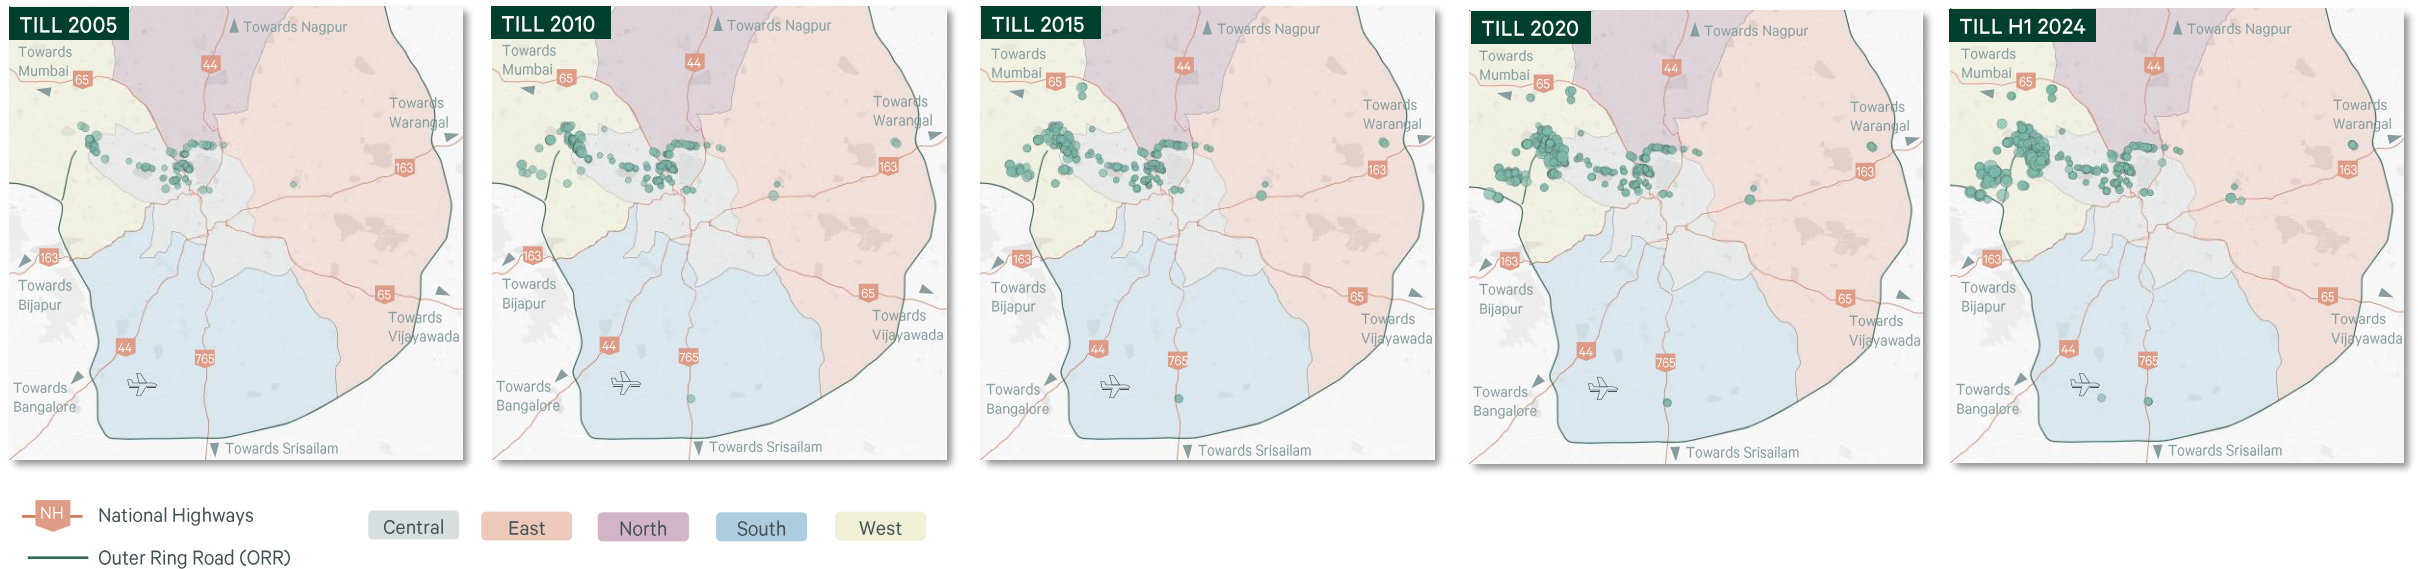 TILL 2005
Towards Nagpur
Towards
Mumbai
65
44
Towards
Warangal
163
163
Towards
Bijapur
65
Towards
Vijayawada
44
765
Towards
Bangalore
Towards Srisailam
TILL 2010
Towards Nagpur
Towards
Mumbai
65
44
Towards
Warangal
163
163
Towards
Bijapur
65
Towards
Vijayawada
44
765
Towards
Bangalore
Towards Srisailam
TILL 2015
Towards Nagpur
Towards
Mumbai
65
44
Towards
Warangal
163
163
Towards
Bijapur
65
Towards
Vijayawada
44
765
Towards
Bangalore
Towards Srisailam
TILL 2020
Towards Nagpur
Towards
Mumbai
65
44
Towards
Warangal
163
163
Towards
Bijapur
65
Towards
Vijayawada
44
765
Towards
Bangalore
Towards Srisailam
TILL H1 2024
Towards Nagpur
Towards
Mumbai
65
44
Towards
Warangal
163
163
Towards
Bijapur
65
Towards
Vijayawada
44
765
Towards
Bangalore
Towards Srisailam
NH National Highways
Outer Ring Road (ORR)
Central
East
North
South
West